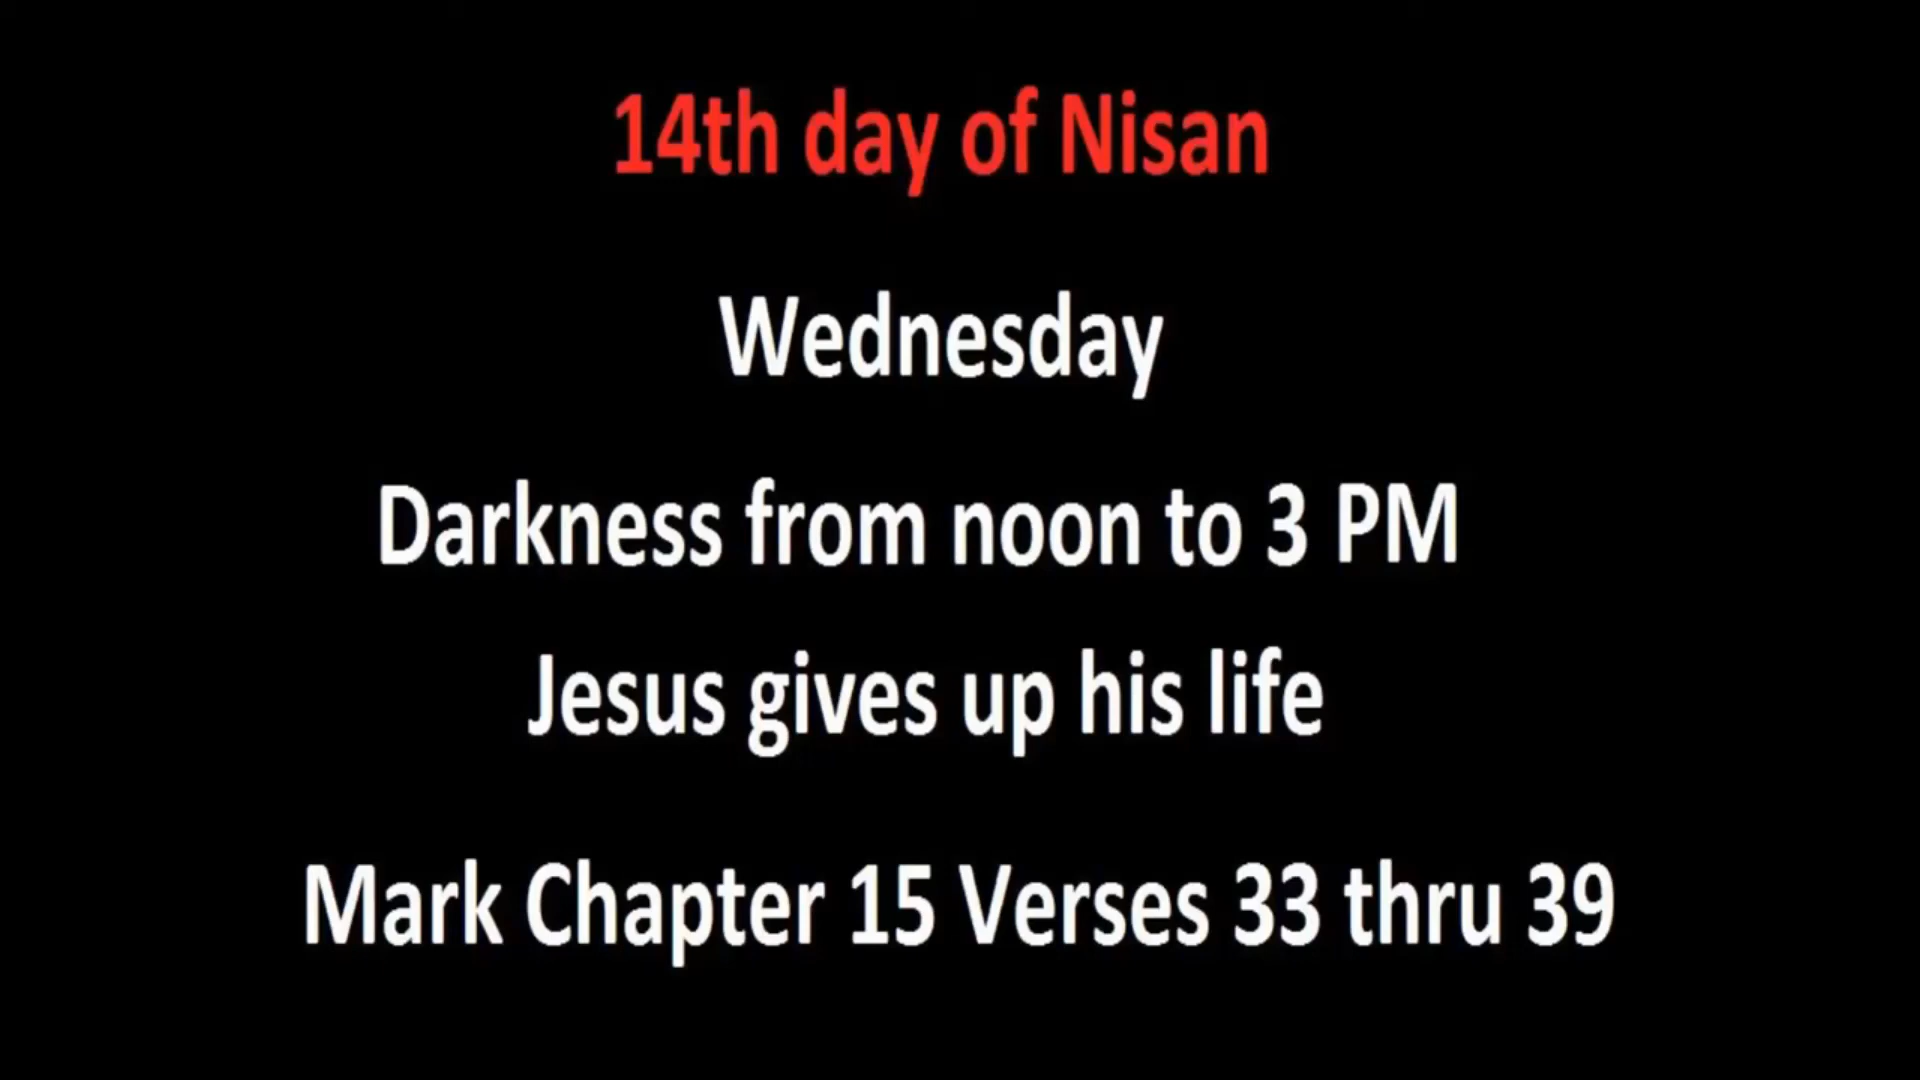 14th day of Nisan
Wednesday
Darkness from noon to 3 PM
Jesus gives up his life
Mark Chapter 15 Verses 33 thru 39